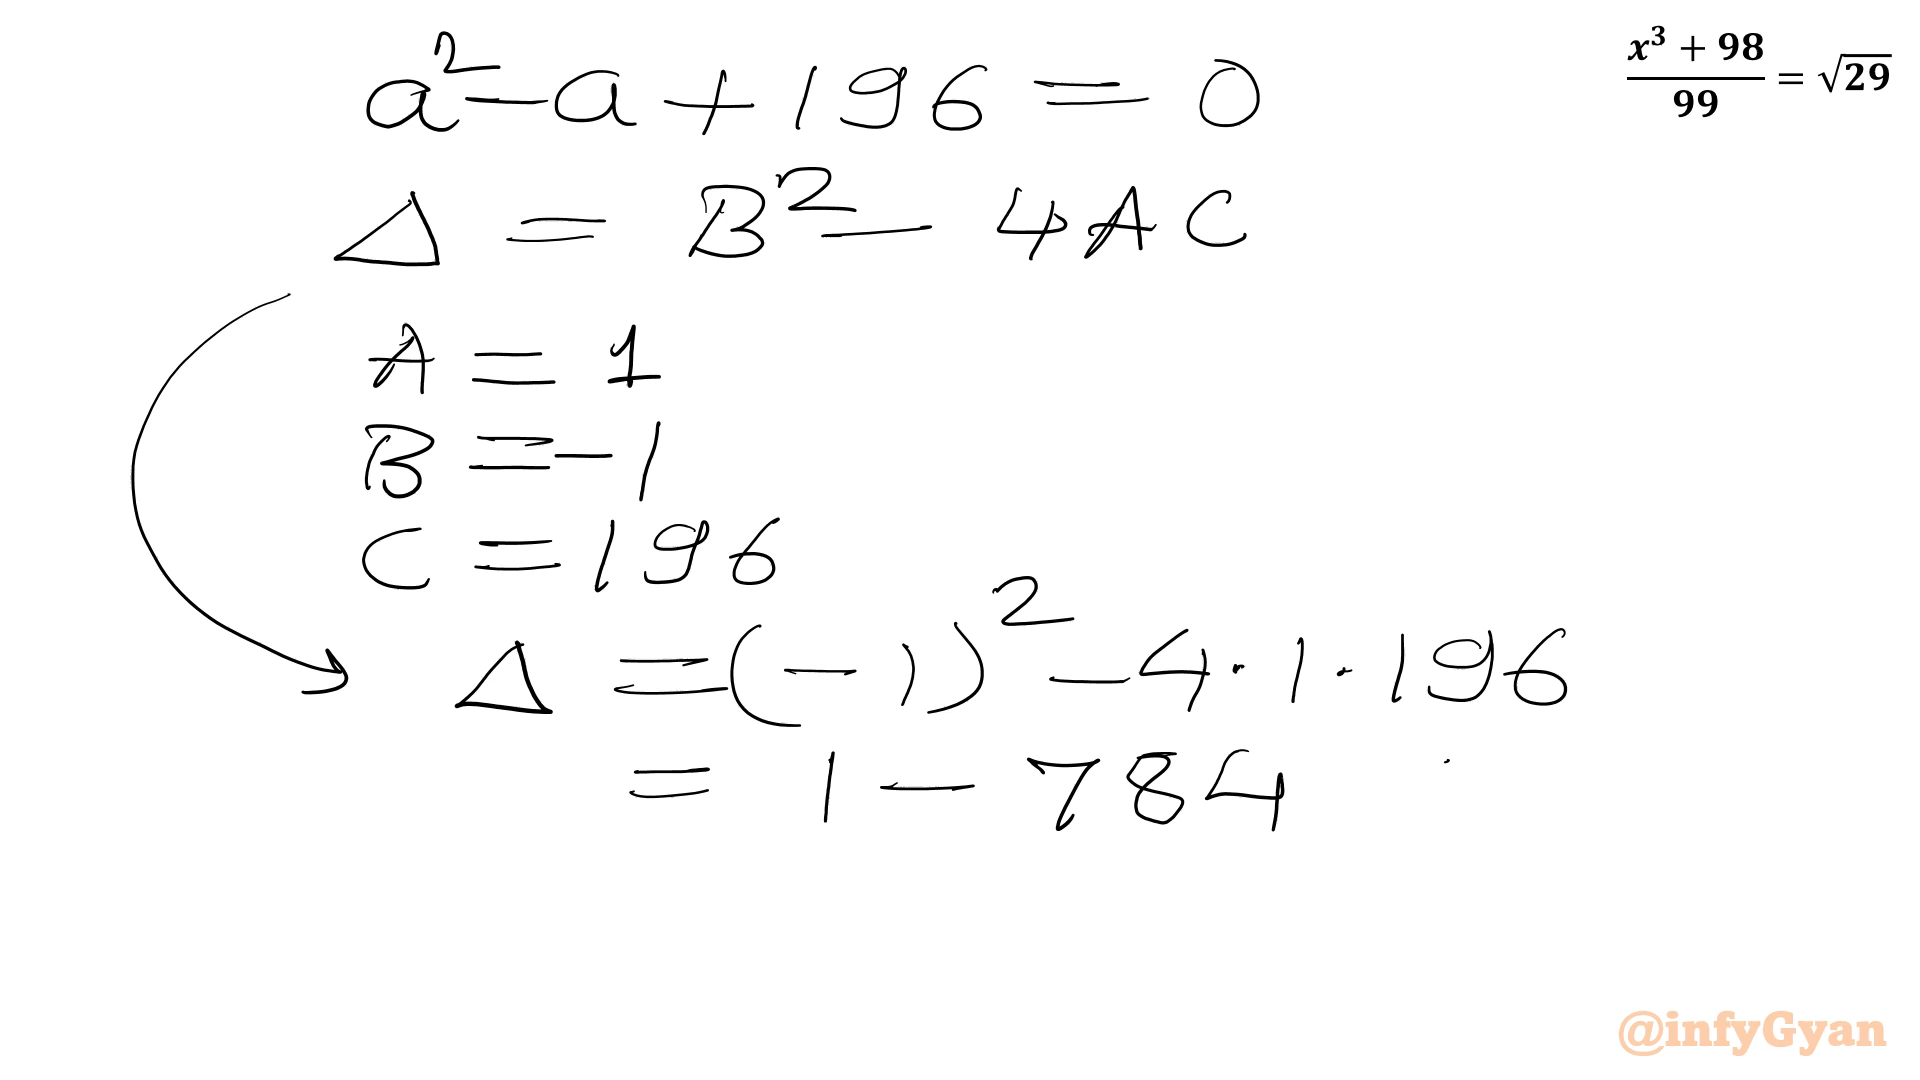 a² - a + 196 = 0
x³ + 98 / 99 = √29
Δ = B² - 4AC
A = 1
B = -1
C = 196
Δ = (-1)² - 4·1·196
= 1 - 784
@infyGyan